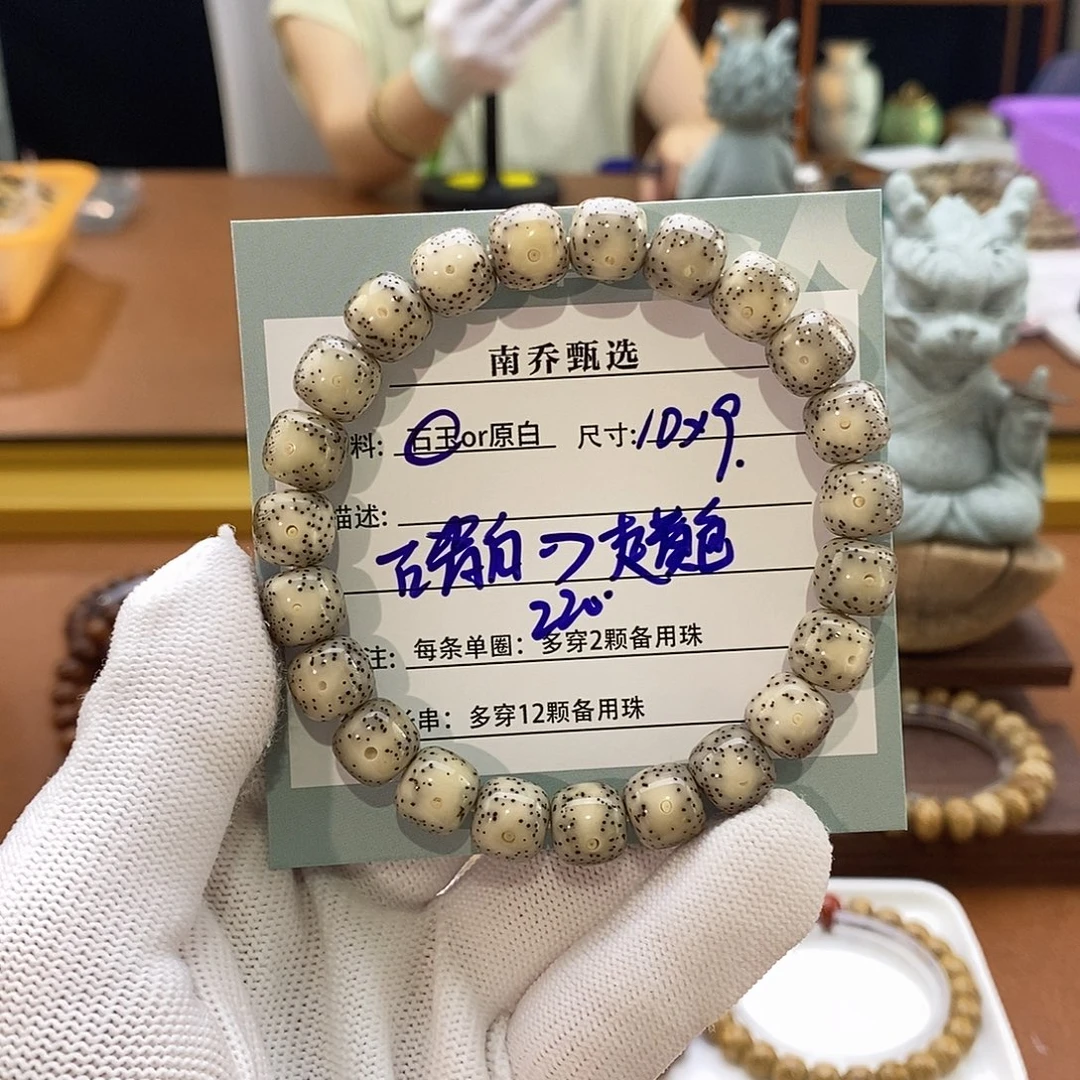 南乔甄选
料: 石玉or原白 尺寸: 10x9.
描述:
220.
注: 每条单圈：多穿2颗备用珠
串：多穿12颗备用珠